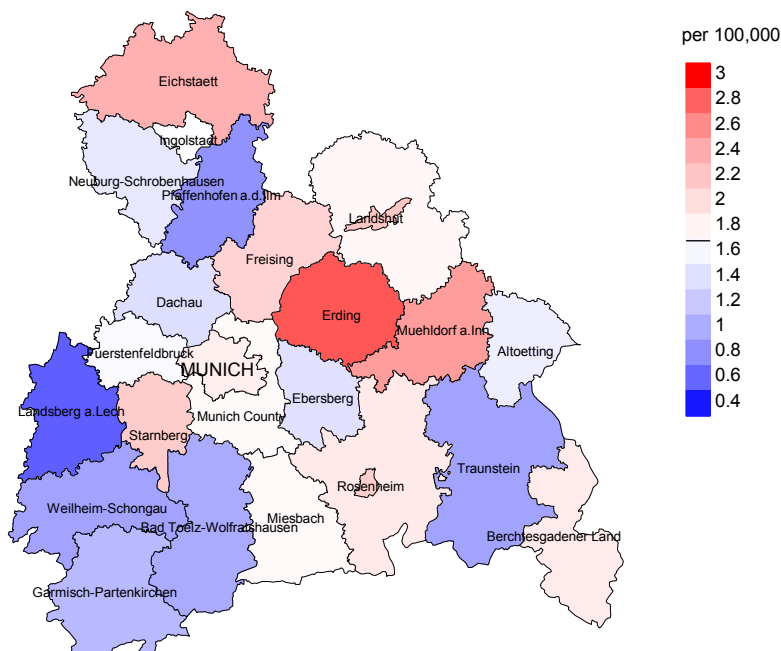 per 100,000
3
2.8
2.6
2.4
2.2
2
1.8
1.6
1.4
1.2
1
0.8
0.6
0.4
Eichstaett
Ingolstadt
Neuburg-Schrobenhausen
Pfaffenhofen a.d.Ilm
Landshut
Freising
Dachau
Erding
Muehldorf a.Inn
Fuerstenfeldbruck
Altoetting
MUNICH
Ebersberg
Landsberg a.Lech
Munich County
Starnberg
Traunstein
Rosenheim
Weilheim-Schongau
Miesbach
Bad Toelz-Wolfratshausen
Berchtesgadener Land
Garmisch-Partenkirchen